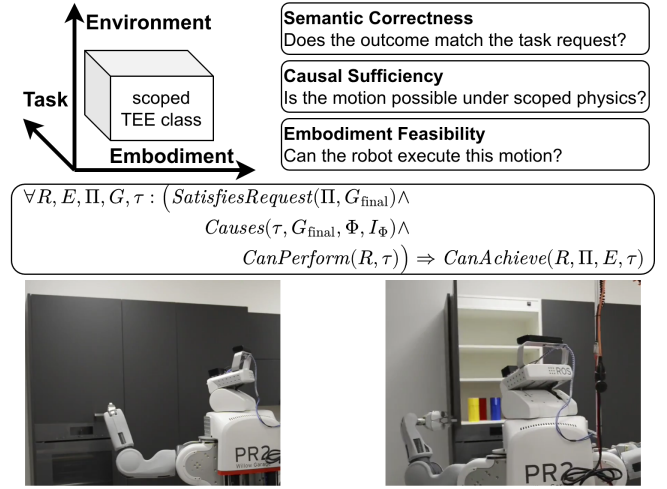 Environment
Task
scoped
TEE class
Embodiment
Semantic Correctness
Does the outcome match the task request?
Causal Sufficiency
Is the motion possible under scoped physics?
Embodiment Feasibility
Can the robot execute this motion?
∀R, E, Π, G, τ : (SatisfiesRequest(Π, G_final)∧
Causes(τ, G_final, Φ, I_Φ)∧
CanPerform(R, τ)) ⇒ CanAchieve(R, Π, E, τ)
PR2
Willow Garage
ROS
PR2